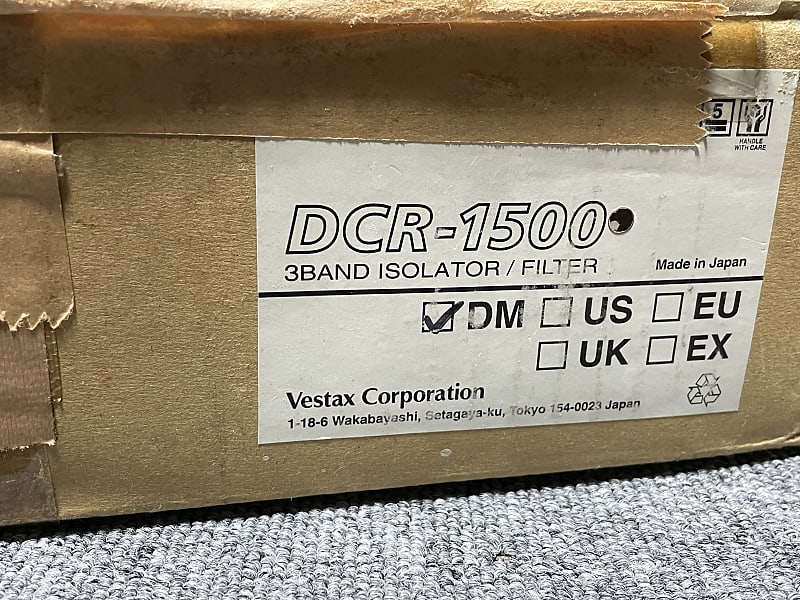 5
HANDLE
WITH CARE
DCR-1500
3BAND ISOLATOR / FILTER
Made in Japan
DM US EU
UK EX
Vestax Corporation
1-18-6 Wakabayashi, Setagaya-ku, Tokyo 154-0023 Japan